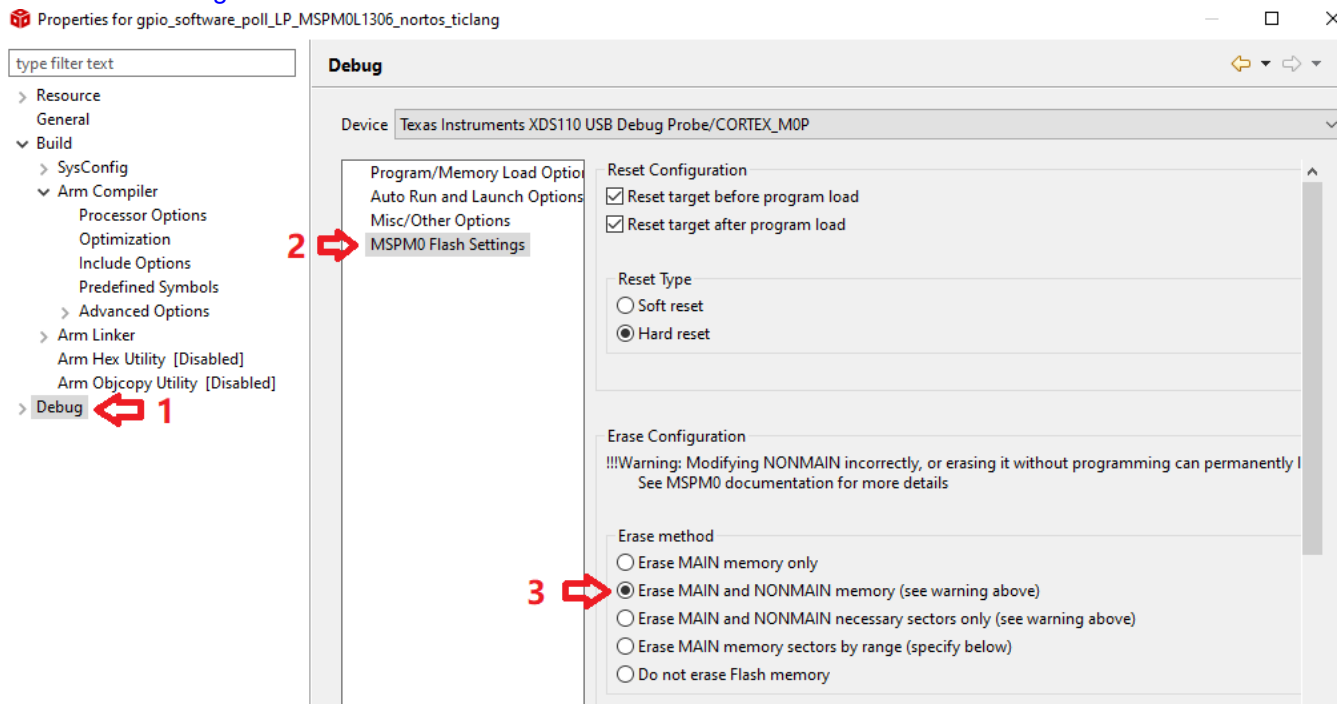 Properties for gpio_software_poll_LP_MSPM0L1306_nortos_ticlang
type filter text
Resource
General
Build
SysConfig
Arm Compiler
Processor Options
Optimization
Include Options
Predefined Symbols
Advanced Options
Arm Linker
Arm Hex Utility [Disabled]
Arm Objcopy Utility [Disabled]
Debug
1
Debug
Device Texas Instruments XDS110 USB Debug Probe/CORTEX_M0P
Program/Memory Load Optio
Auto Run and Launch Options
Misc/Other Options
2 MSPM0 Flash Settings
Reset Configuration
Reset target before program load
Reset target after program load
Reset Type
Soft reset
Hard reset
Erase Configuration
!!!Warning: Modifying NONMAIN incorrectly, or erasing it without programming can permanently l
See MSPM0 documentation for more details
Erase method
Erase MAIN memory only
3 Erase MAIN and NONMAIN memory (see warning above)
Erase MAIN and NONMAIN necessary sectors only (see warning above)
Erase MAIN memory sectors by range (specify below)
Do not erase Flash memory